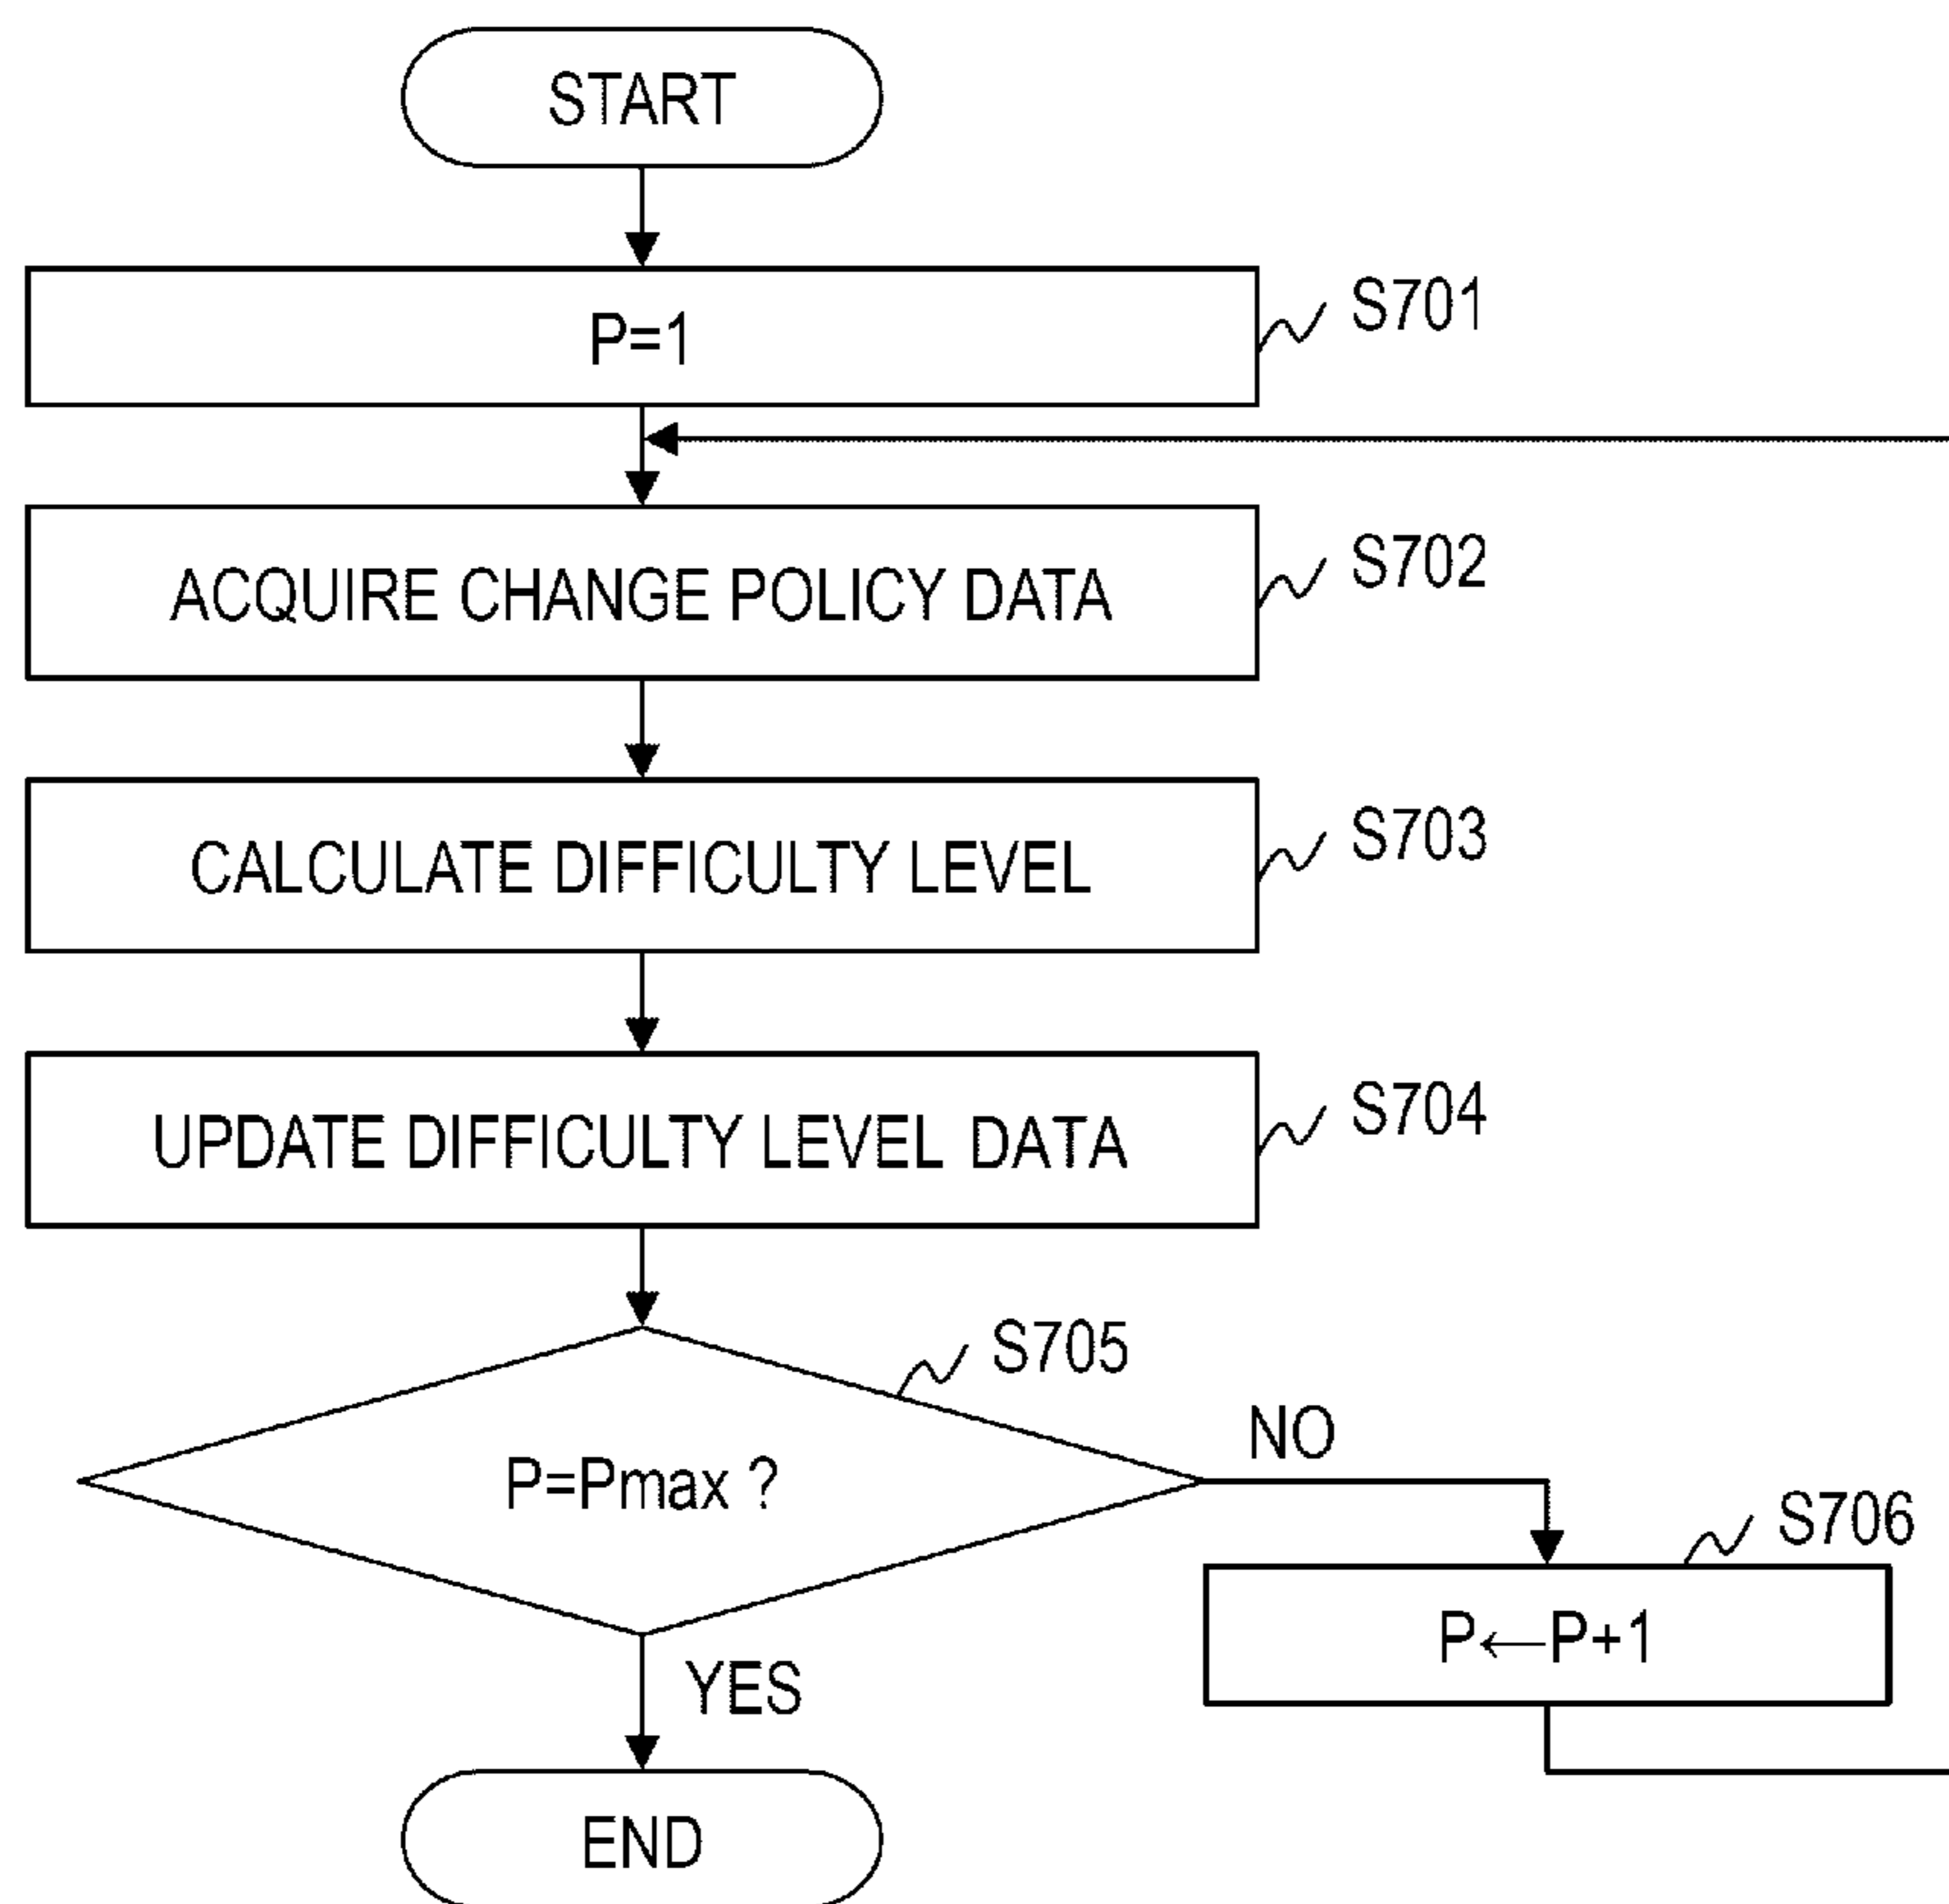 START
P=1
S701
ACQUIRE CHANGE POLICY DATA
S702
CALCULATE DIFFICULTY LEVEL
S703
UPDATE DIFFICULTY LEVEL DATA
S704
S705
P=Pmax ?
NO
S706
P←P+1
YES
END